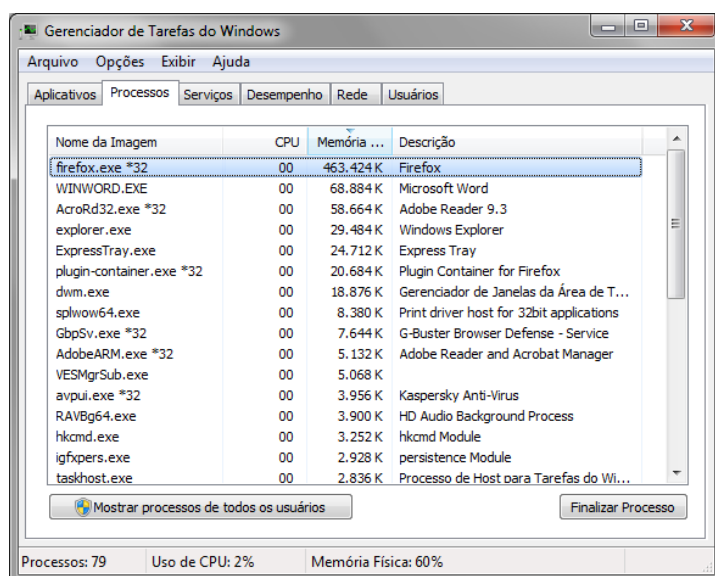 Gerenciador de Tarefas do Windows
Arquivo Opções Exibir Ajuda
Aplicativos Processos Serviços Desempenho Rede Usuários
Nome da Imagem CPU Memória ... Descrição
firefox.exe *32 00 463.424 K Firefox
WINWORD.EXE 00 68.884 K Microsoft Word
AcroRd32.exe *32 00 58.664 K Adobe Reader 9.3
explorer.exe 00 29.484 K Windows Explorer
ExpressTray.exe 00 24.712 K Express Tray
plugin-container.exe *32 00 20.684 K Plugin Container for Firefox
dwm.exe 00 18.876 K Gerenciador de Janelas da Área de T...
splwow64.exe 00 8.380 K Print driver host for 32bit applications
GbpSv.exe *32 00 7.644 K G-Buster Browser Defense - Service
AdobeARM.exe *32 00 5.132 K Adobe Reader and Acrobat Manager
VESMgrSub.exe 00 5.068 K
avpui.exe *32 00 3.956 K Kaspersky Anti-Virus
RAVBg64.exe 00 3.900 K HD Audio Background Process
hkcmd.exe 00 3.252 K hkcmd Module
igfxpers.exe 00 2.928 K persistence Module
taskhost.exe 00 2.836 K Processo de Host para Tarefas do Wi...
Mostrar processos de todos os usuários Finalizar Processo
Processos: 79 Uso de CPU: 2% Memória Física: 60%